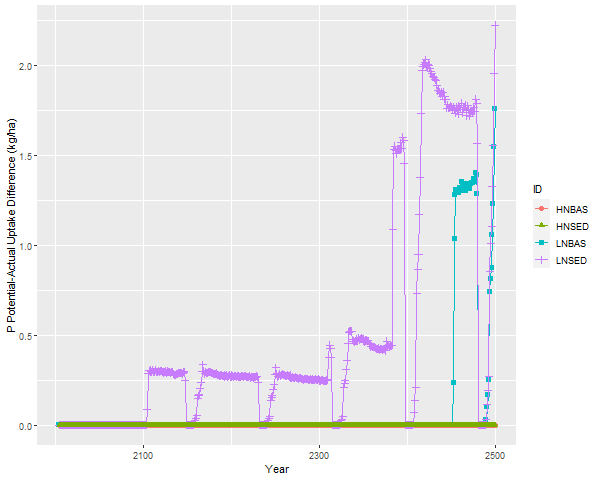 2.0
1.5
1.0
0.5
0.0
P Potential-Actual Uptake Difference (kg/ha)
2100
2300
2500
Year
ID
HNBAS
HNSED
LNBAS
LNSED